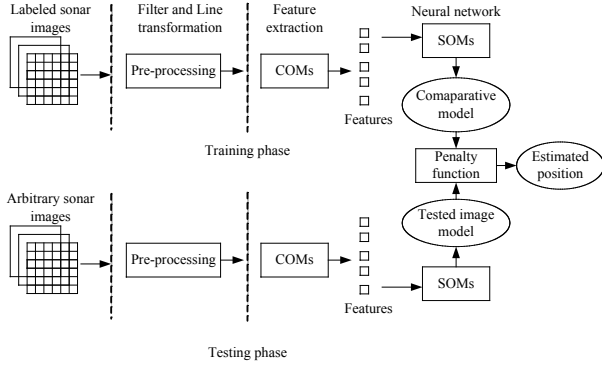 Labeled sonar
images
Filter and Line
transformation
Feature
extraction
Neural network
Pre-processing
COMs
Features
SOMs
Comaparative
model
Training phase
Penalty
function
Estimated
position
Arbitrary sonar
images
Pre-processing
COMs
Features
Tested image
model
SOMs
Testing phase